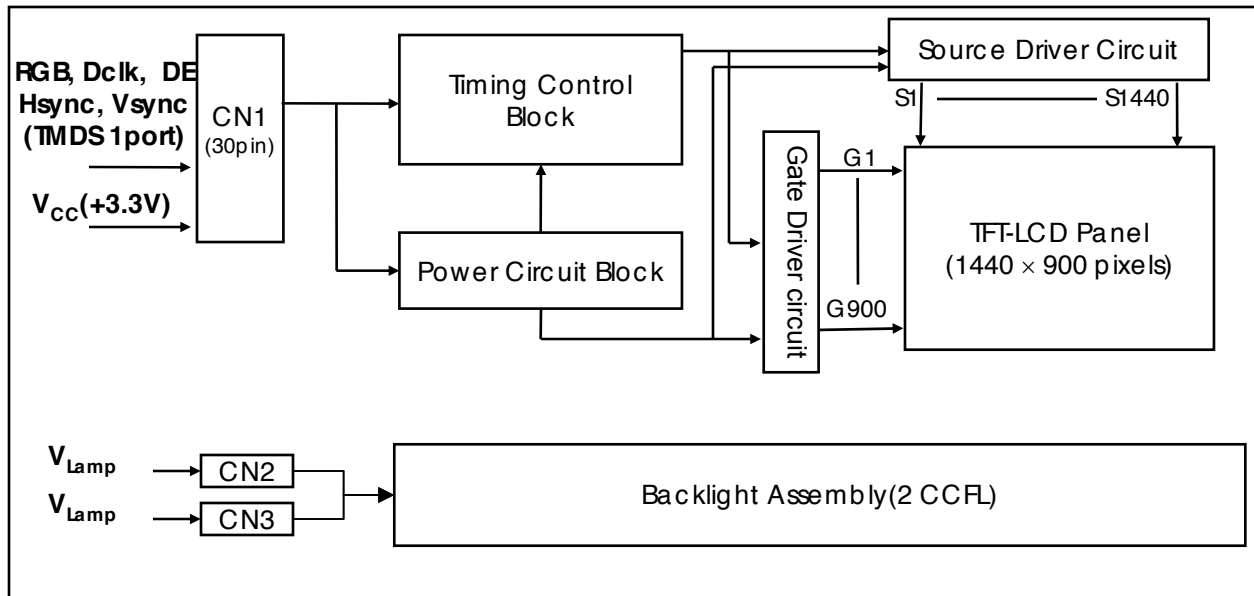 RGB, Dclk, DE
Hsync, Vsync
(TMDS 1port)
VCC(+3.3V)
CN1
(30pin)
Timing Control
Block
Power Circuit Block
Source Driver Circuit
S1
S1440
Gate Driver circuit
G1
G900
TFT-LCD Panel
(1440 × 900 pixels)
VLamp
CN2
VLamp
CN3
Backlight Assembly(2 CCFL)